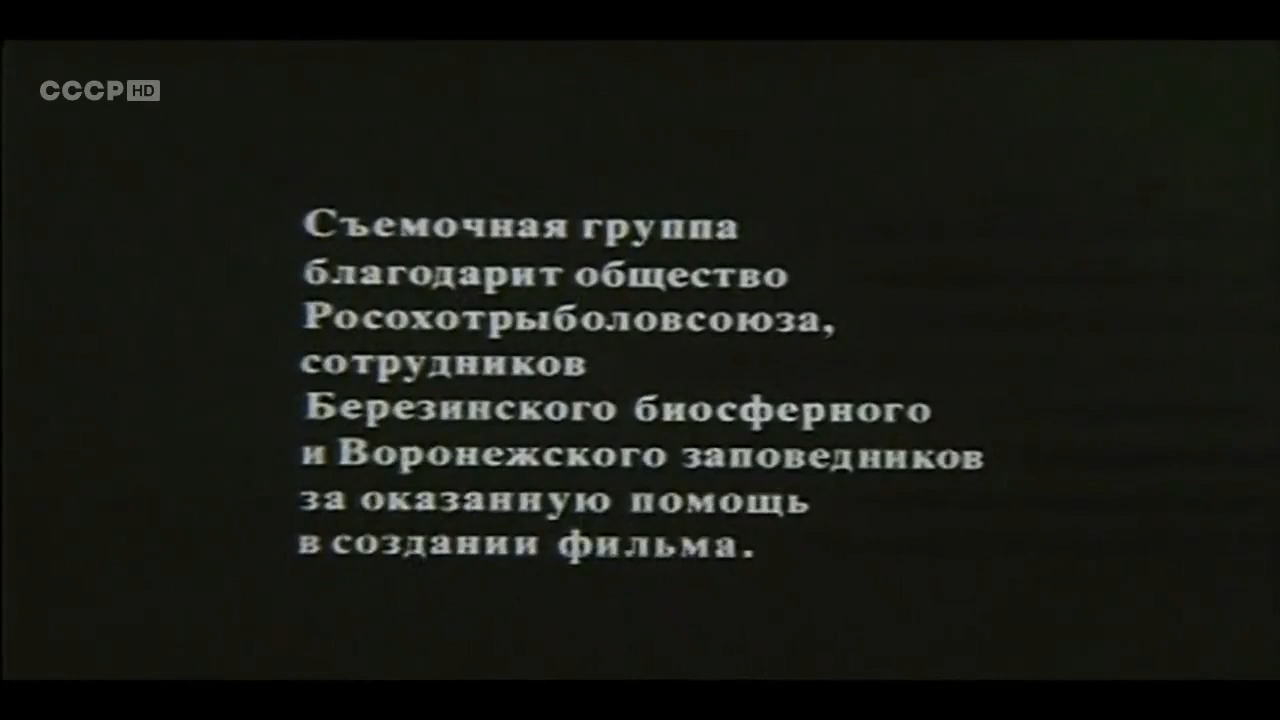 СССР HD
Съемочная группа
благодарит общество
Росохотрыболовсоюза,
сотрудников
Березинского биосферного
и Воронежского заповедников
за оказанную помощь
в создании фильма.